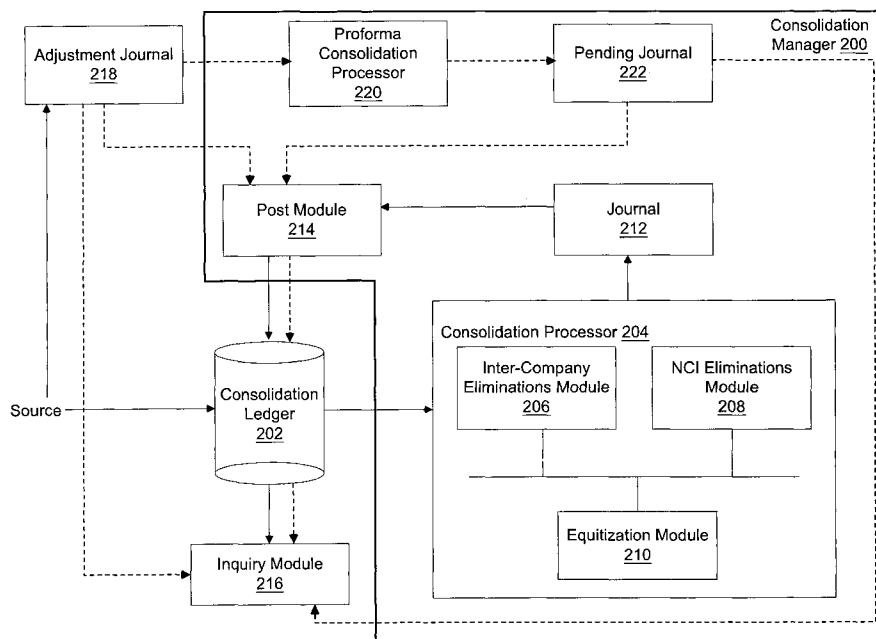 Consolidation
Manager 200
Adjustment Journal
218
Proforma
Consolidation
Processor
220
Pending Journal
222
Post Module
214
Journal
212
Consolidation Processor 204
Inter-Company
Eliminations Module
206
NCI Eliminations
Module
208
Source
Consolidation
Ledger
202
Equitization Module
210
Inquiry Module
216